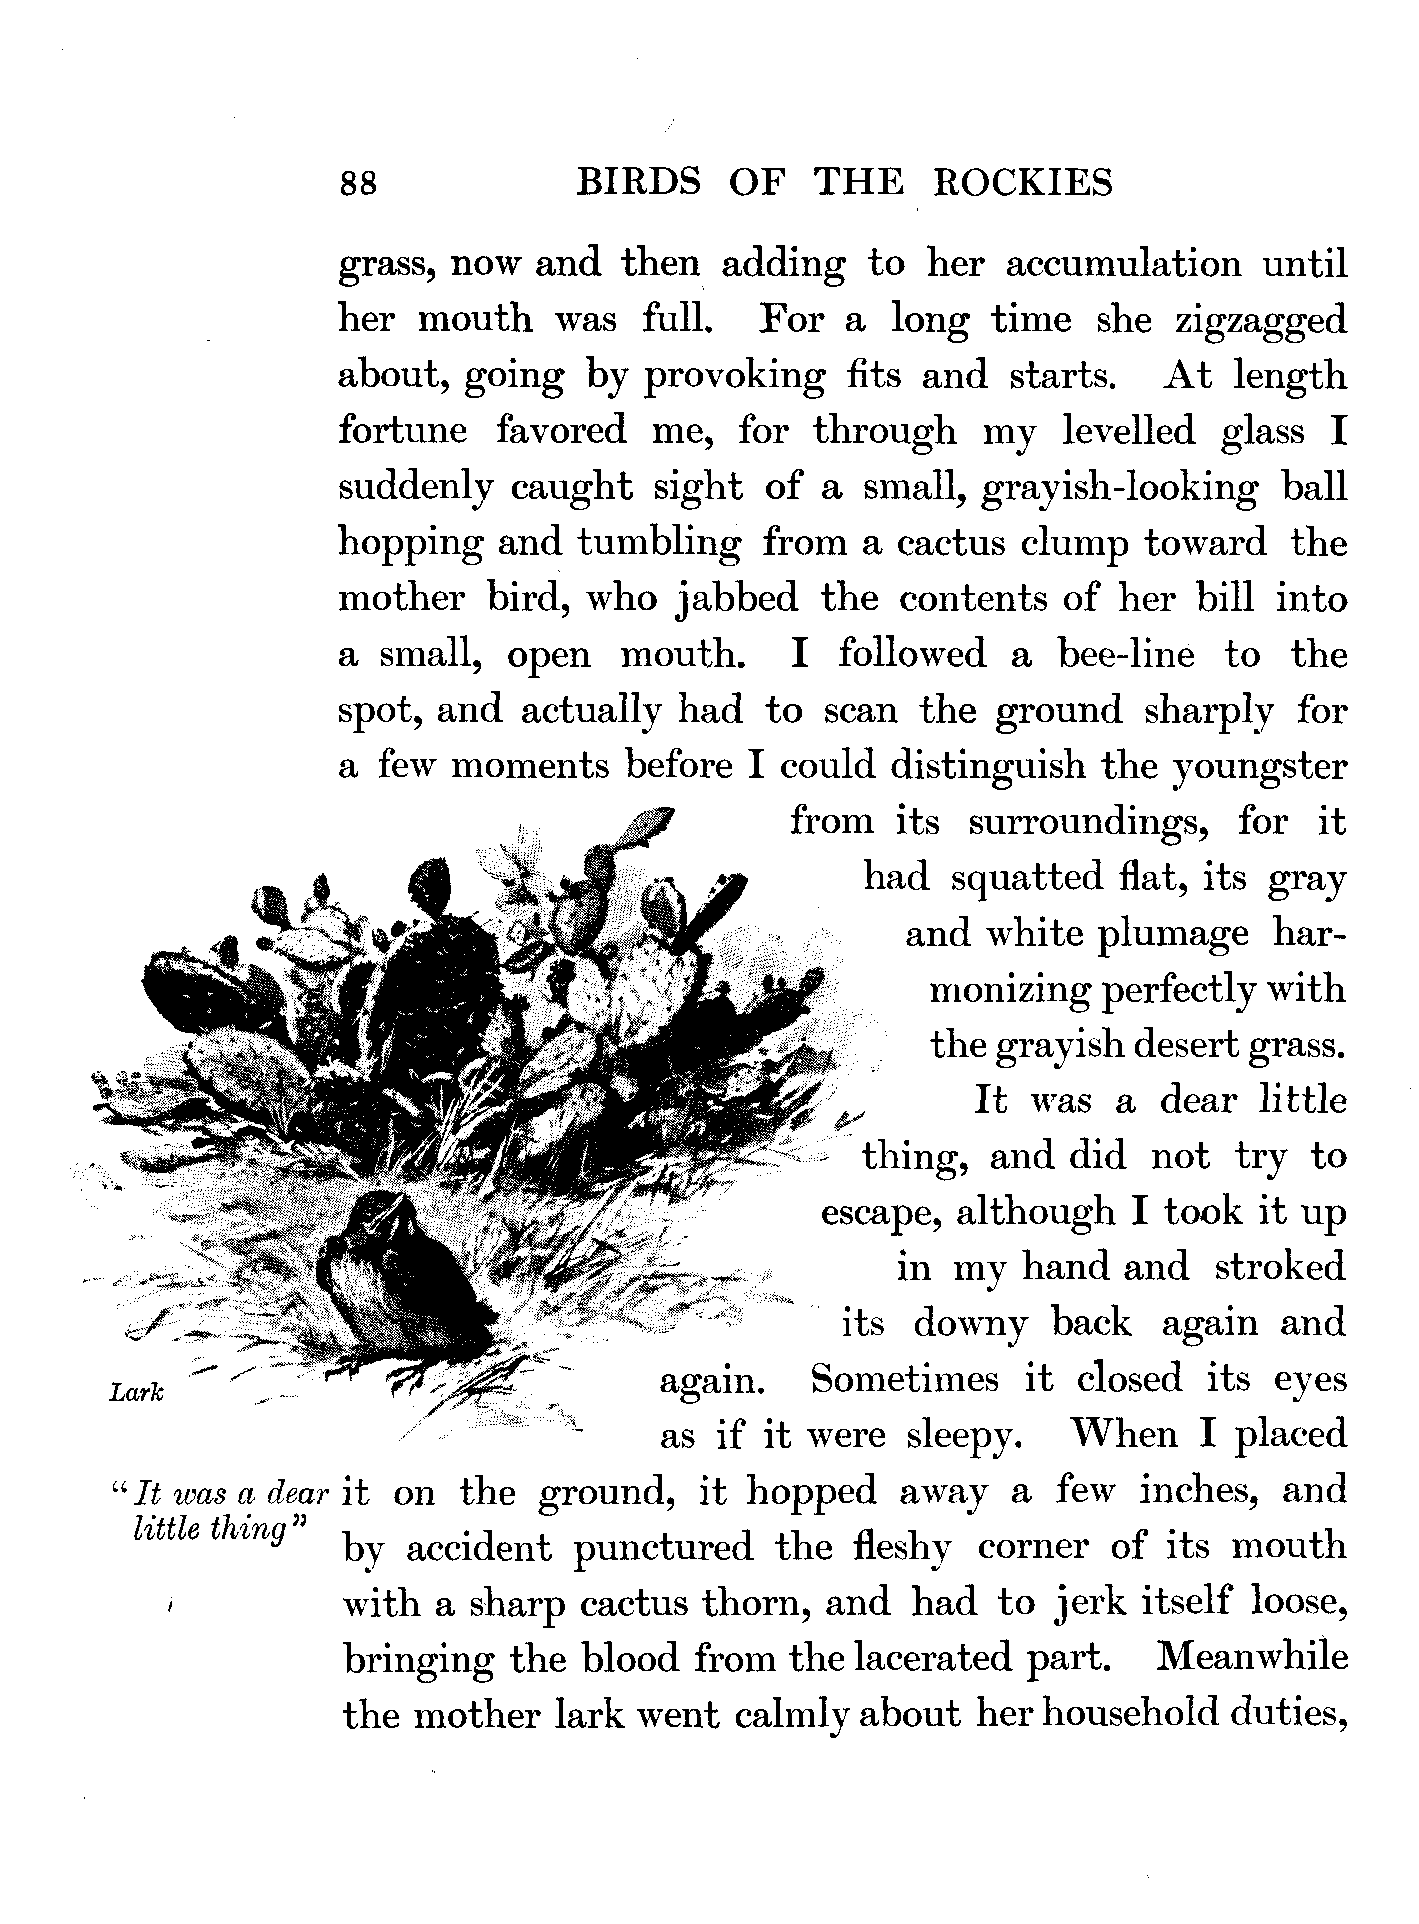 88 BIRDS OF THE ROCKIES
grass, now and then adding to her accumulation until
her mouth was full. For a long time she zigzagged
about, going by provoking fits and starts. At length
fortune favored me, for through my levelled glass I
suddenly caught sight of a small, grayish-looking ball
hopping and tumbling from a cactus clump toward the
mother bird, who jabbed the contents of her bill into
a small, open mouth. I followed a bee-line to the
spot, and actually had to scan the ground sharply for
a few moments before I could distinguish the youngster
from its surroundings, for it
had squatted flat, its gray
and white plumage har-
monizing perfectly with
the grayish desert grass.
It was a dear little
thing, and did not try to
escape, although I took it up
in my hand and stroked
its downy back again and
again. Sometimes it closed its eyes
as if it were sleepy. When I placed
it on the ground, it hopped away a few inches, and
by accident punctured the fleshy corner of its mouth
with a sharp cactus thorn, and had to jerk itself loose,
bringing the blood from the lacerated part. Meanwhile
the mother lark went calmly about her household duties,
Lark
"It was a dear
little thing"